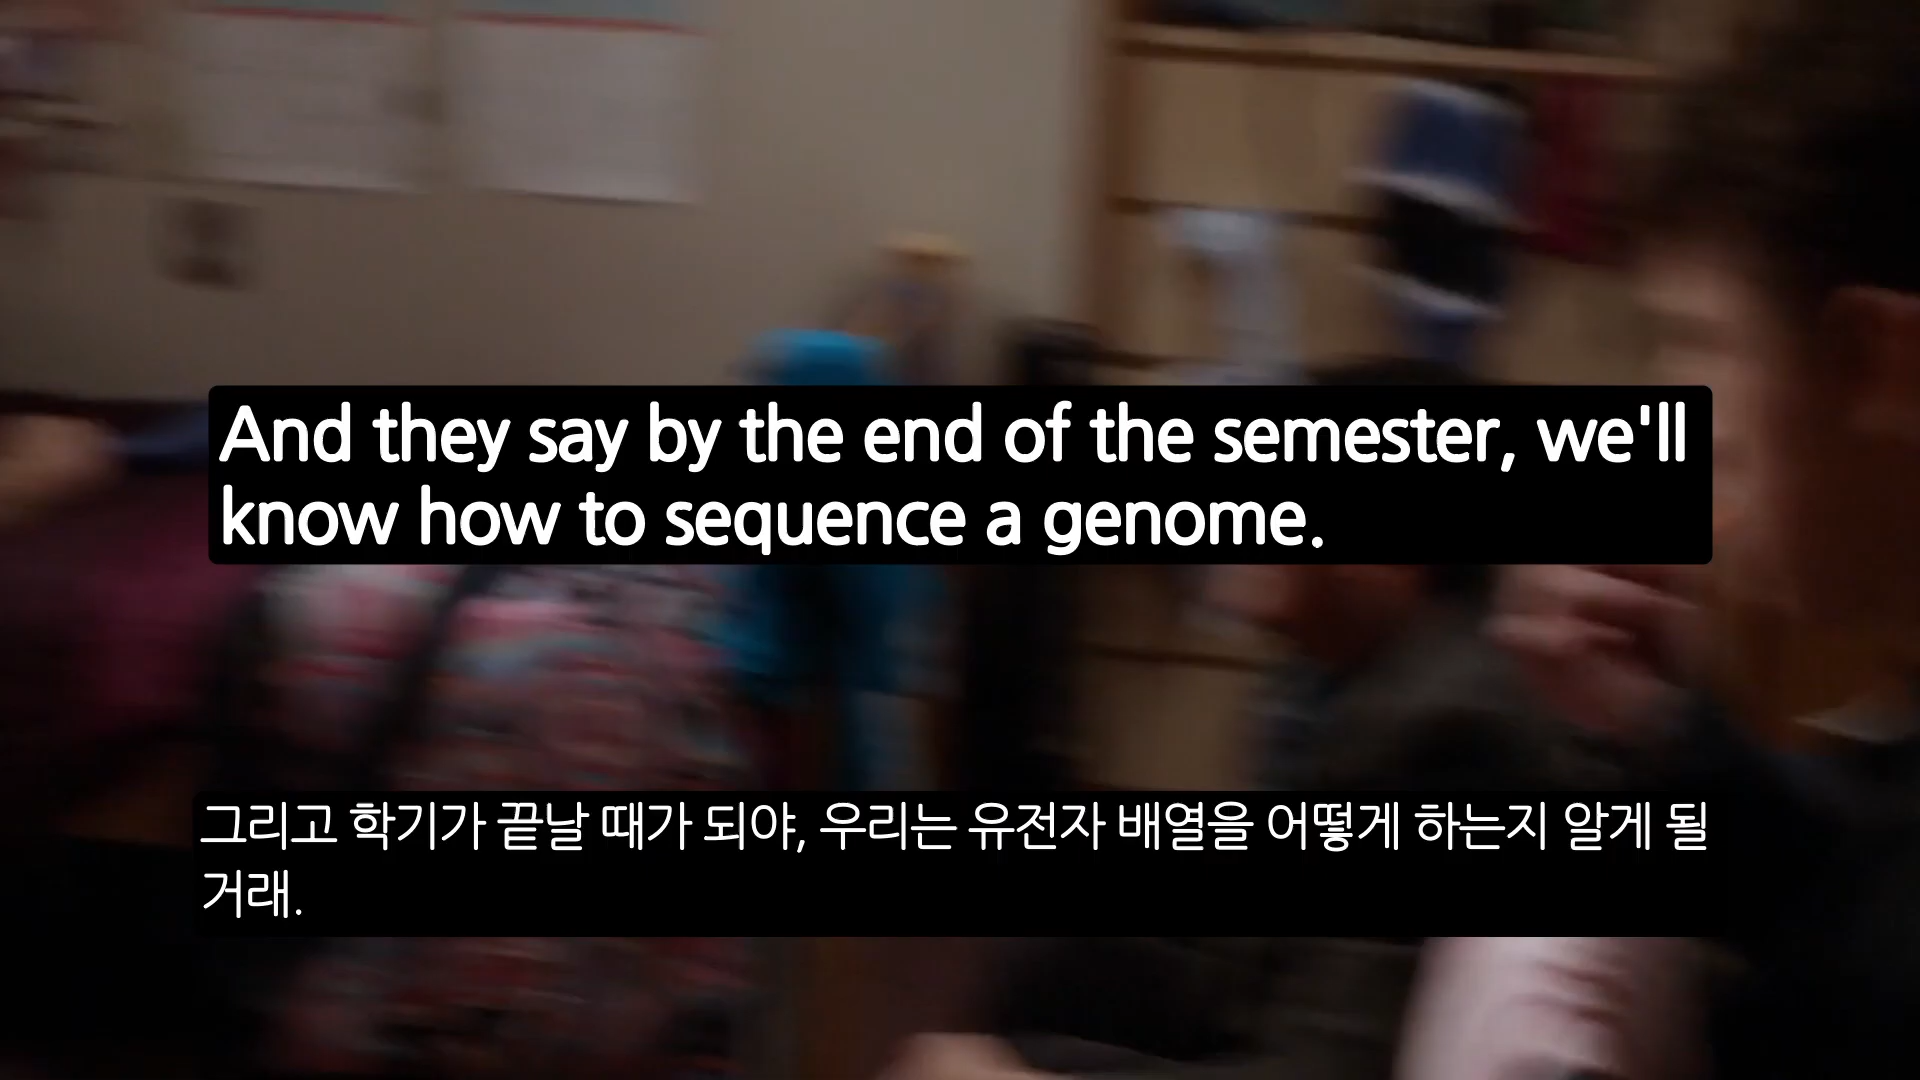 And they say by the end of the semester, we'll
know how to sequence a genome.
그리고 학기가 끝날 때가 되야, 우리는 유전자 배열을 어떻게 하는지 알게 될
거래.